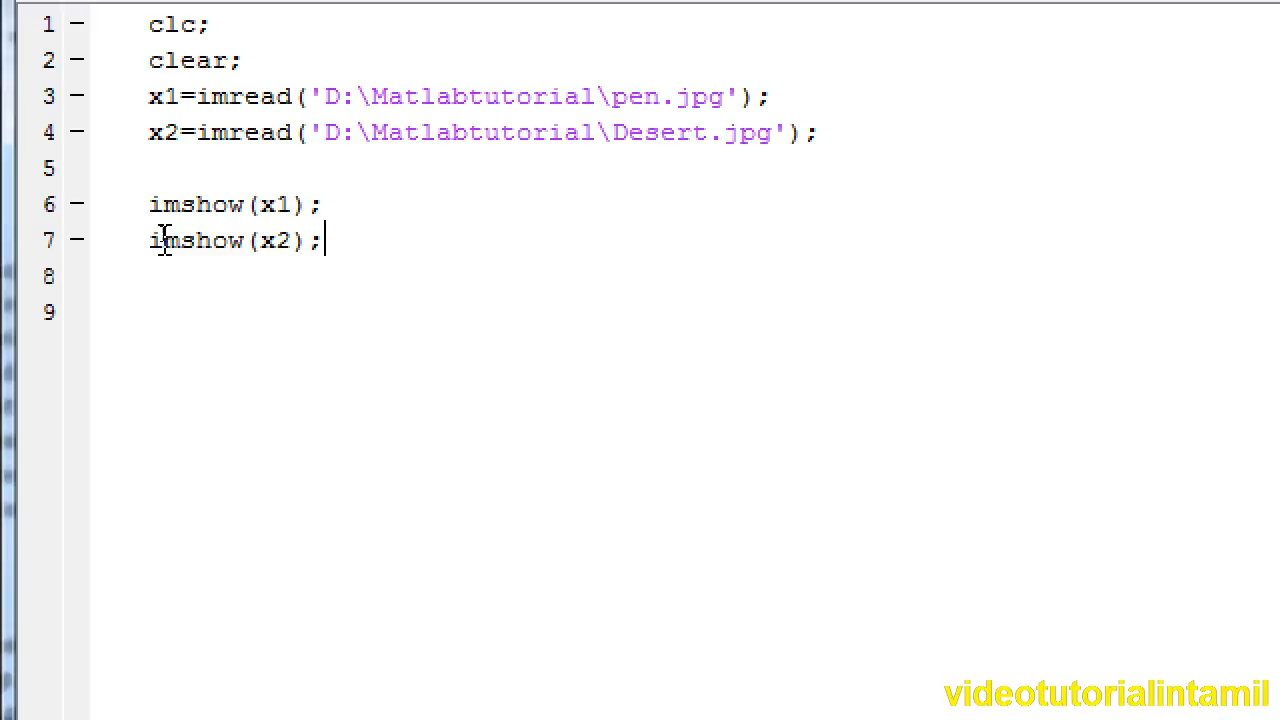 1 – clc;
2 – clear;
3 – x1=imread('D:\Matlabtutorial\pen.jpg');
4 – x2=imread('D:\Matlabtutorial\Desert.jpg');
5
6 – imshow(x1);
7 – imshow(x2);
8
9
videotutorialintamil